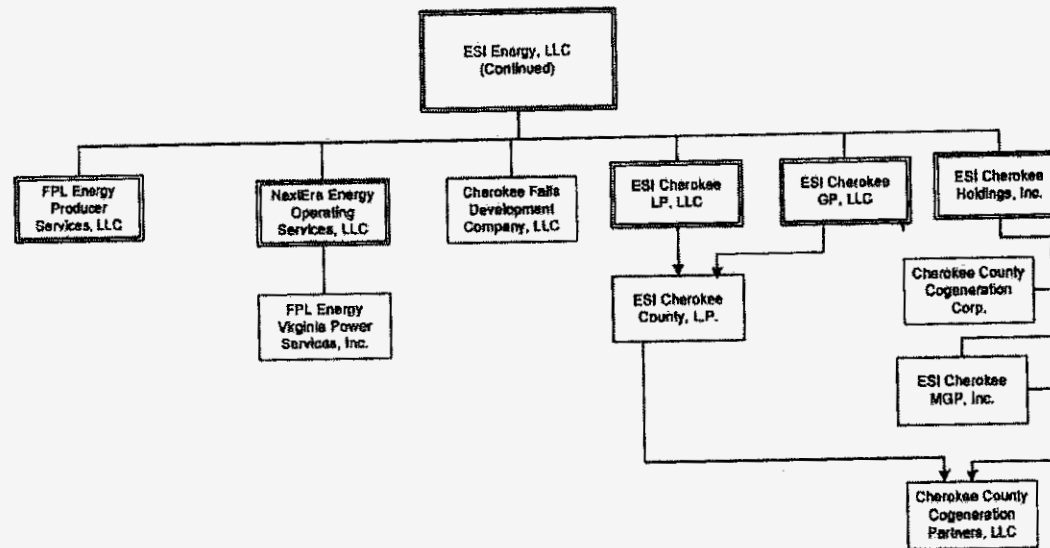 ESI Energy, LLC
(Continued)
FPL Energy
Producer
Services, LLC
NextEra Energy
Operating
Services, LLC
Cherokee Falls
Development
Company, LLC
ESI Cherokee
LP, LLC
ESI Cherokee
GP, LLC
ESI Cherokee
Holdings, Inc.
FPL Energy
Virginia Power
Services, Inc.
ESI Cherokee
County, L.P.
Cherokee County
Cogeneration
Corp.
ESI Cherokee
MGP, Inc.
Cherokee County
Cogeneration
Partners, LLC